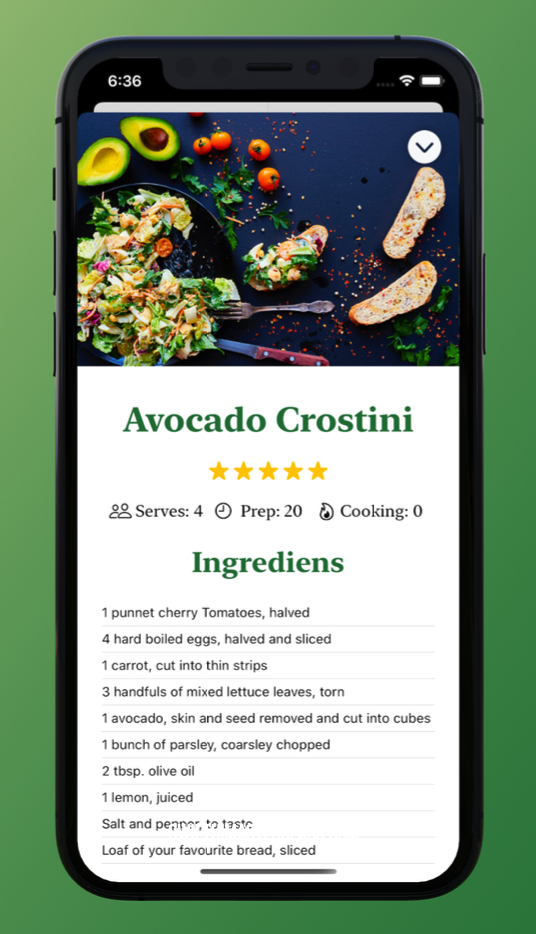 6:36
Avocado Crostini
Serves: 4 Prep: 20 Cooking: 0
Ingrediens
1 punnet cherry Tomatoes, halved
4 hard boiled eggs, halved and sliced
1 carrot, cut into thin strips
3 handfuls of mixed lettuce leaves, torn
1 avocado, skin and seed removed and cut into cubes
1 bunch of parsley, coarsley chopped
2 tbsp. olive oil
1 lemon, juiced
Salt and pepper, to taste
Loaf of your favourite bread, sliced